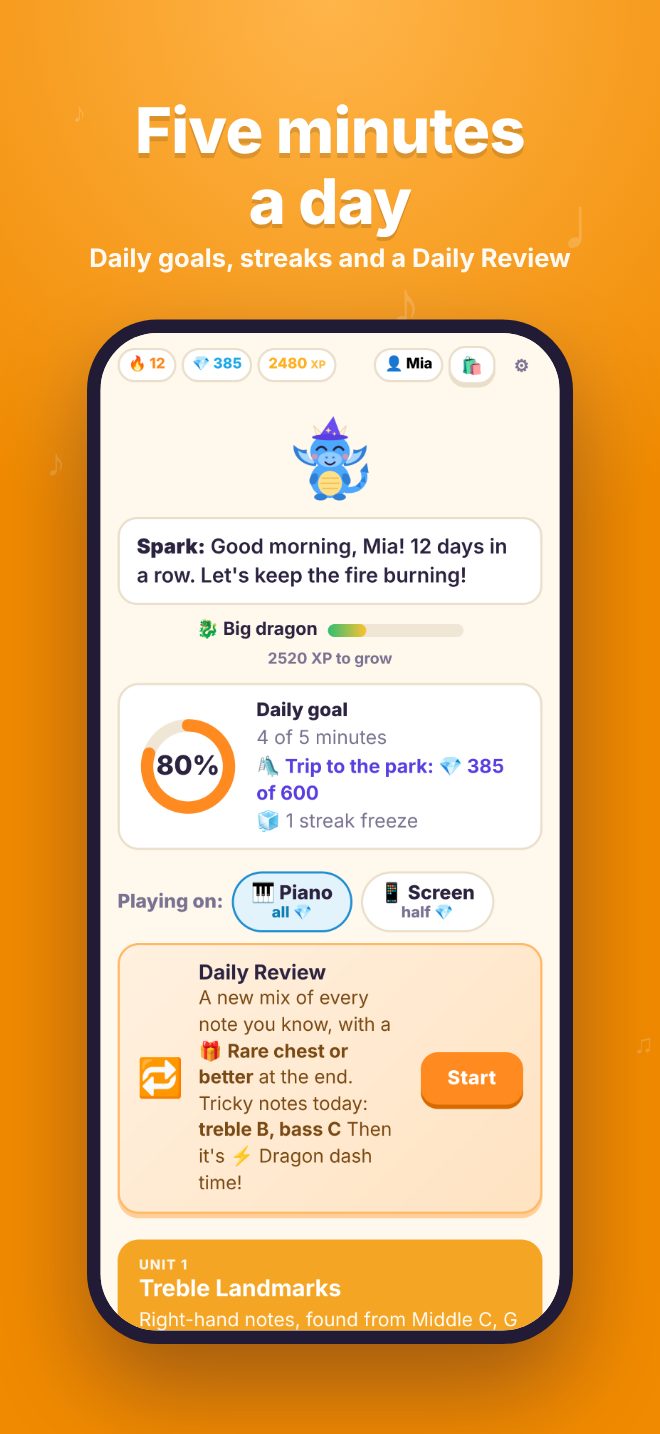 Five minutes
a day
Daily goals, streaks and a Daily Review
🔥 12 💎 385 2480 XP 👤 Mia
Spark: Good morning, Mia! 12 days in
a row. Let's keep the fire burning!
🐉 Big dragon
2520 XP to grow
80%
Daily goal
4 of 5 minutes
🛝 Trip to the park: 💎 385
of 600
🧊 1 streak freeze
Playing on:
🎹 Piano
all 💎
📱 Screen
half 💎
Daily Review
A new mix of every
note you know, with a
🎁 Rare chest or
better at the end.
Tricky notes today:
treble B, bass C Then
it's ⚡ Dragon dash
time!
Start
UNIT 1
Treble Landmarks
Right-hand notes, found from Middle C, G